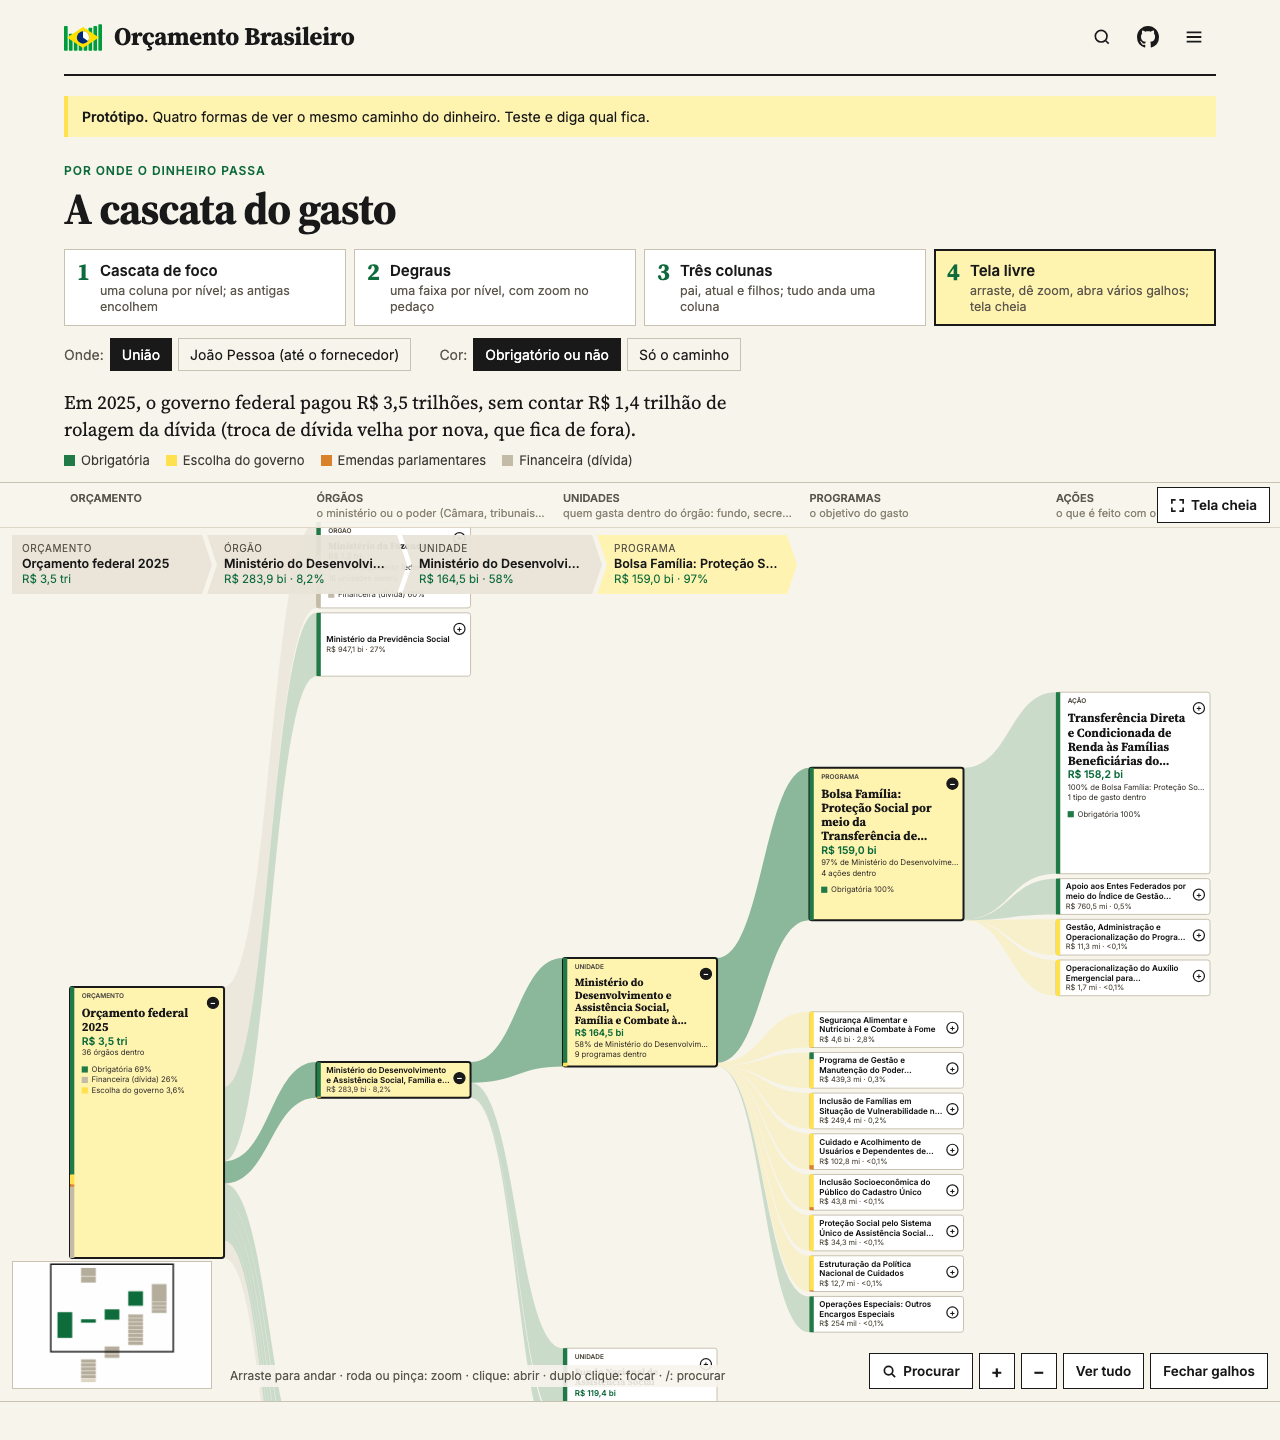 Orçamento Brasileiro
Protótipo. Quatro formas de ver o mesmo caminho do dinheiro. Teste e diga qual fica.
POR ONDE O DINHEIRO PASSA
A cascata do gasto
1 Cascata de foco
uma coluna por nível; as antigas
encolhem
2 Degraus
uma faixa por nível, com zoom no
pedaço
3 Três colunas
pai, atual e filhos; tudo anda uma
coluna
4 Tela livre
arraste, dê zoom, abra vários galhos;
tela cheia
Onde: União João Pessoa (até o fornecedor) Cor: Obrigatório ou não Só o caminho
Em 2025, o governo federal pagou R$ 3,5 trilhões, sem contar R$ 1,4 trilhão de
rolagem da dívida (troca de dívida velha por nova, que fica de fora).
Obrigatória Escolha do governo Emendas parlamentares Financeira (dívida)
ORÇAMENTO
ÓRGÃOS
o ministério ou o poder (Câmara, tribunais...
UNIDADES
quem gasta dentro do órgão: fundo, secre...
PROGRAMAS
o objetivo do gasto
AÇÕES
o que é feito com o
Tela cheia
ORÇAMENTO
Orçamento federal 2025
R$ 3,5 tri
ÓRGÃO
Ministério do Desenvolvi...
R$ 283,9 bi · 8,2%
UNIDADE
Ministério do Desenvolvi...
R$ 164,5 bi · 58%
PROGRAMA
Bolsa Família: Proteção S...
R$ 159,0 bi · 97%
ÓRGÃO
Financeira (dívida) 60%
Ministério da Previdência Social
R$ 947,1 bi · 27%
AÇÃO
Transferência Direta
e Condicionada de
Renda às Famílias
Beneficiárias do...
R$ 158,2 bi
100% de Bolsa Família: Proteção So...
1 tipo de gasto dentro
Obrigatória 100%
PROGRAMA
Bolsa Família:
Proteção Social por
meio da
Transferência de...
R$ 159,0 bi
97% de Ministério do Desenvolvime...
4 ações dentro
Obrigatória 100%
Apoio aos Entes Federados por
meio do Índice de Gestão...
R$ 760,5 mi · 0,5%
Gestão, Administração e
Operacionalização do Progra...
R$ 11,3 mi · <0,1%
Operacionalização do Auxílio
Emergencial para...
R$ 1,7 mi · <0,1%
UNIDADE
Ministério do
Desenvolvimento e
Assistência Social,
Família e Combate à...
R$ 164,5 bi
58% de Ministério do Desenvolvim...
9 programas dentro
ORÇAMENTO
Orçamento federal
2025
R$ 3,5 tri
36 órgãos dentro
Obrigatória 69%
Financeira (dívida) 26%
Escolha do governo 3,6%
Ministério do Desenvolvimento
e Assistência Social, Família e...
R$ 283,9 bi · 8,2%
Segurança Alimentar e
Nutricional e Combate à Fome
R$ 4,6 bi · 2,8%
Programa de Gestão e
Manutenção do Poder...
R$ 439,3 mi · 0,3%
Inclusão de Famílias em
Situação de Vulnerabilidade n...
R$ 249,4 mi · 0,2%
Cuidado e Acolhimento de
Usuários e Dependentes de...
R$ 102,8 mi · <0,1%
Inclusão Socioeconômica do
Público do Cadastro Único
R$ 43,8 mi · <0,1%
Proteção Social pelo Sistema
Único de Assistência Social...
R$ 34,3 mi · <0,1%
Estruturação da Política
Nacional de Cuidados
R$ 12,7 mi · <0,1%
Operações Especiais: Outros
Encargos Especiais
R$ 254 mil · <0,1%
UNIDADE
R$ 119,4 bi
Arraste para andar · roda ou pinça: zoom · clique: abrir · duplo clique: focar · /: procurar
Procurar + − Ver tudo Fechar galhos